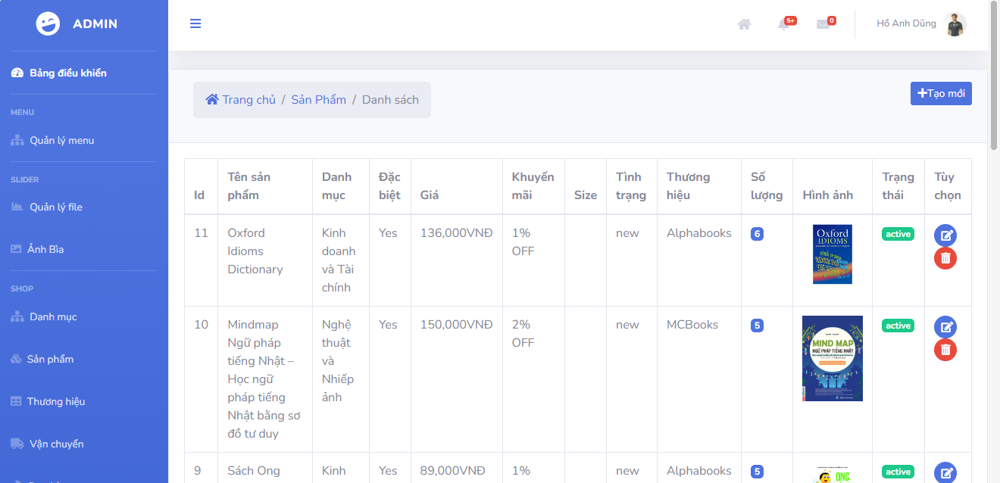 ADMIN
5+
0
Hồ Anh Dũng
Bảng điều khiển
MENU
Quản lý menu
SLIDER
Quản lý file
Ảnh Bìa
SHOP
Danh mục
Sản phẩm
Thương hiệu
Vận chuyển
Trang chủ / Sản Phẩm / Danh sách
Tạo mới
Id
Tên sản
phẩm
Danh
mục
Đặc
biệt
Giá
Khuyến
mãi
Size
Tình
trạng
Thương
hiệu
Số
lượng
Hình ảnh
Trạng
thái
Tùy
chọn
11
Oxford
Idioms
Dictionary
Kinh
doanh
và Tài
chính
Yes
136,000VNĐ
1%
OFF
new
Alphabooks
6
Oxford
IDIOMS
active
10
Mindmap
Ngữ pháp
tiếng Nhật –
Học ngữ
pháp tiếng
Nhật bằng sơ
đồ tư duy
Nghệ
thuật
và
Nhiếp
ảnh
Yes
150,000VNĐ
2%
OFF
new
MCBooks
5
MIND MAP
NGỮ PHÁP TIẾNG NHẬT
active
9
Sách Ong
Kinh
Yes
89,000VNĐ
1%
new
Alphabooks
5
ONG
active